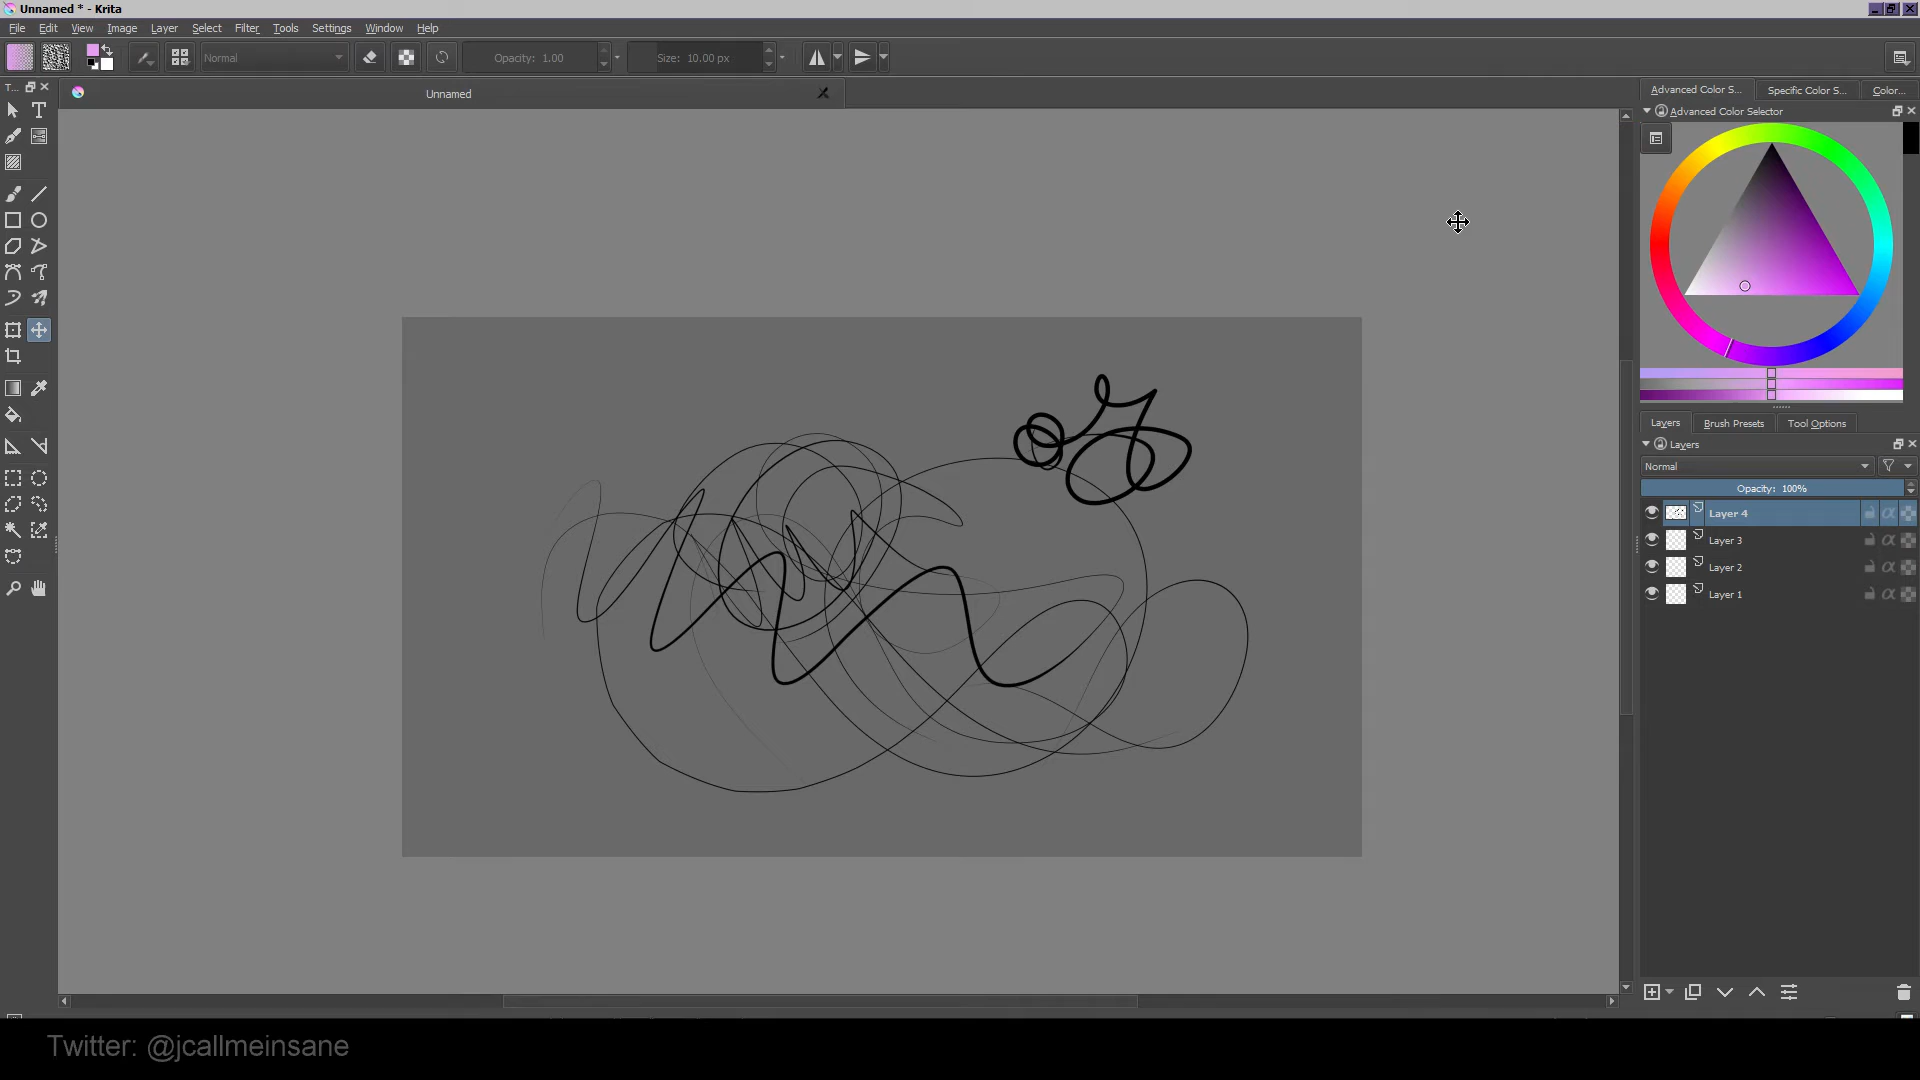 Unnamed * - Krita
File Edit View Image Layer Select Filter Tools Settings Window Help
Normal Opacity: 1.00 Size: 10.00 px
T...
Unnamed
Advanced Color S... Specific Color S... Color...
Advanced Color Selector
Layers Brush Presets Tool Options
Layers
Normal
Opacity: 100%
Layer 4
Layer 3
Layer 2
Layer 1
Twitter: @jcallmeinsane